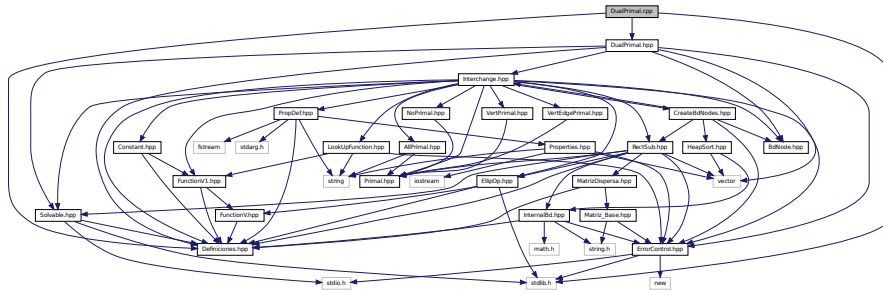 DualPrimal.cpp
DualPrimal.hpp
Interchange.hpp
PropDef.hpp
NoPrimal.hpp
VertPrimal.hpp
VertEdgePrimal.hpp
CreateBdNodes.hpp
Constant.hpp
fstream
stdarg.h
LookUpFunction.hpp
AllPrimal.hpp
Properties.hpp
RectSub.hpp
HeapSort.hpp
BdNode.hpp
FunctionV1.hpp
string
Primal.hpp
iostream
EllipOp.hpp
MatrizDispersa.hpp
vector
Solvable.hpp
FunctionV.hpp
InternalBd.hpp
Matriz_Base.hpp
Definiciones.hpp
math.h
string.h
ErrorControl.hpp
stdio.h
stdlib.h
new